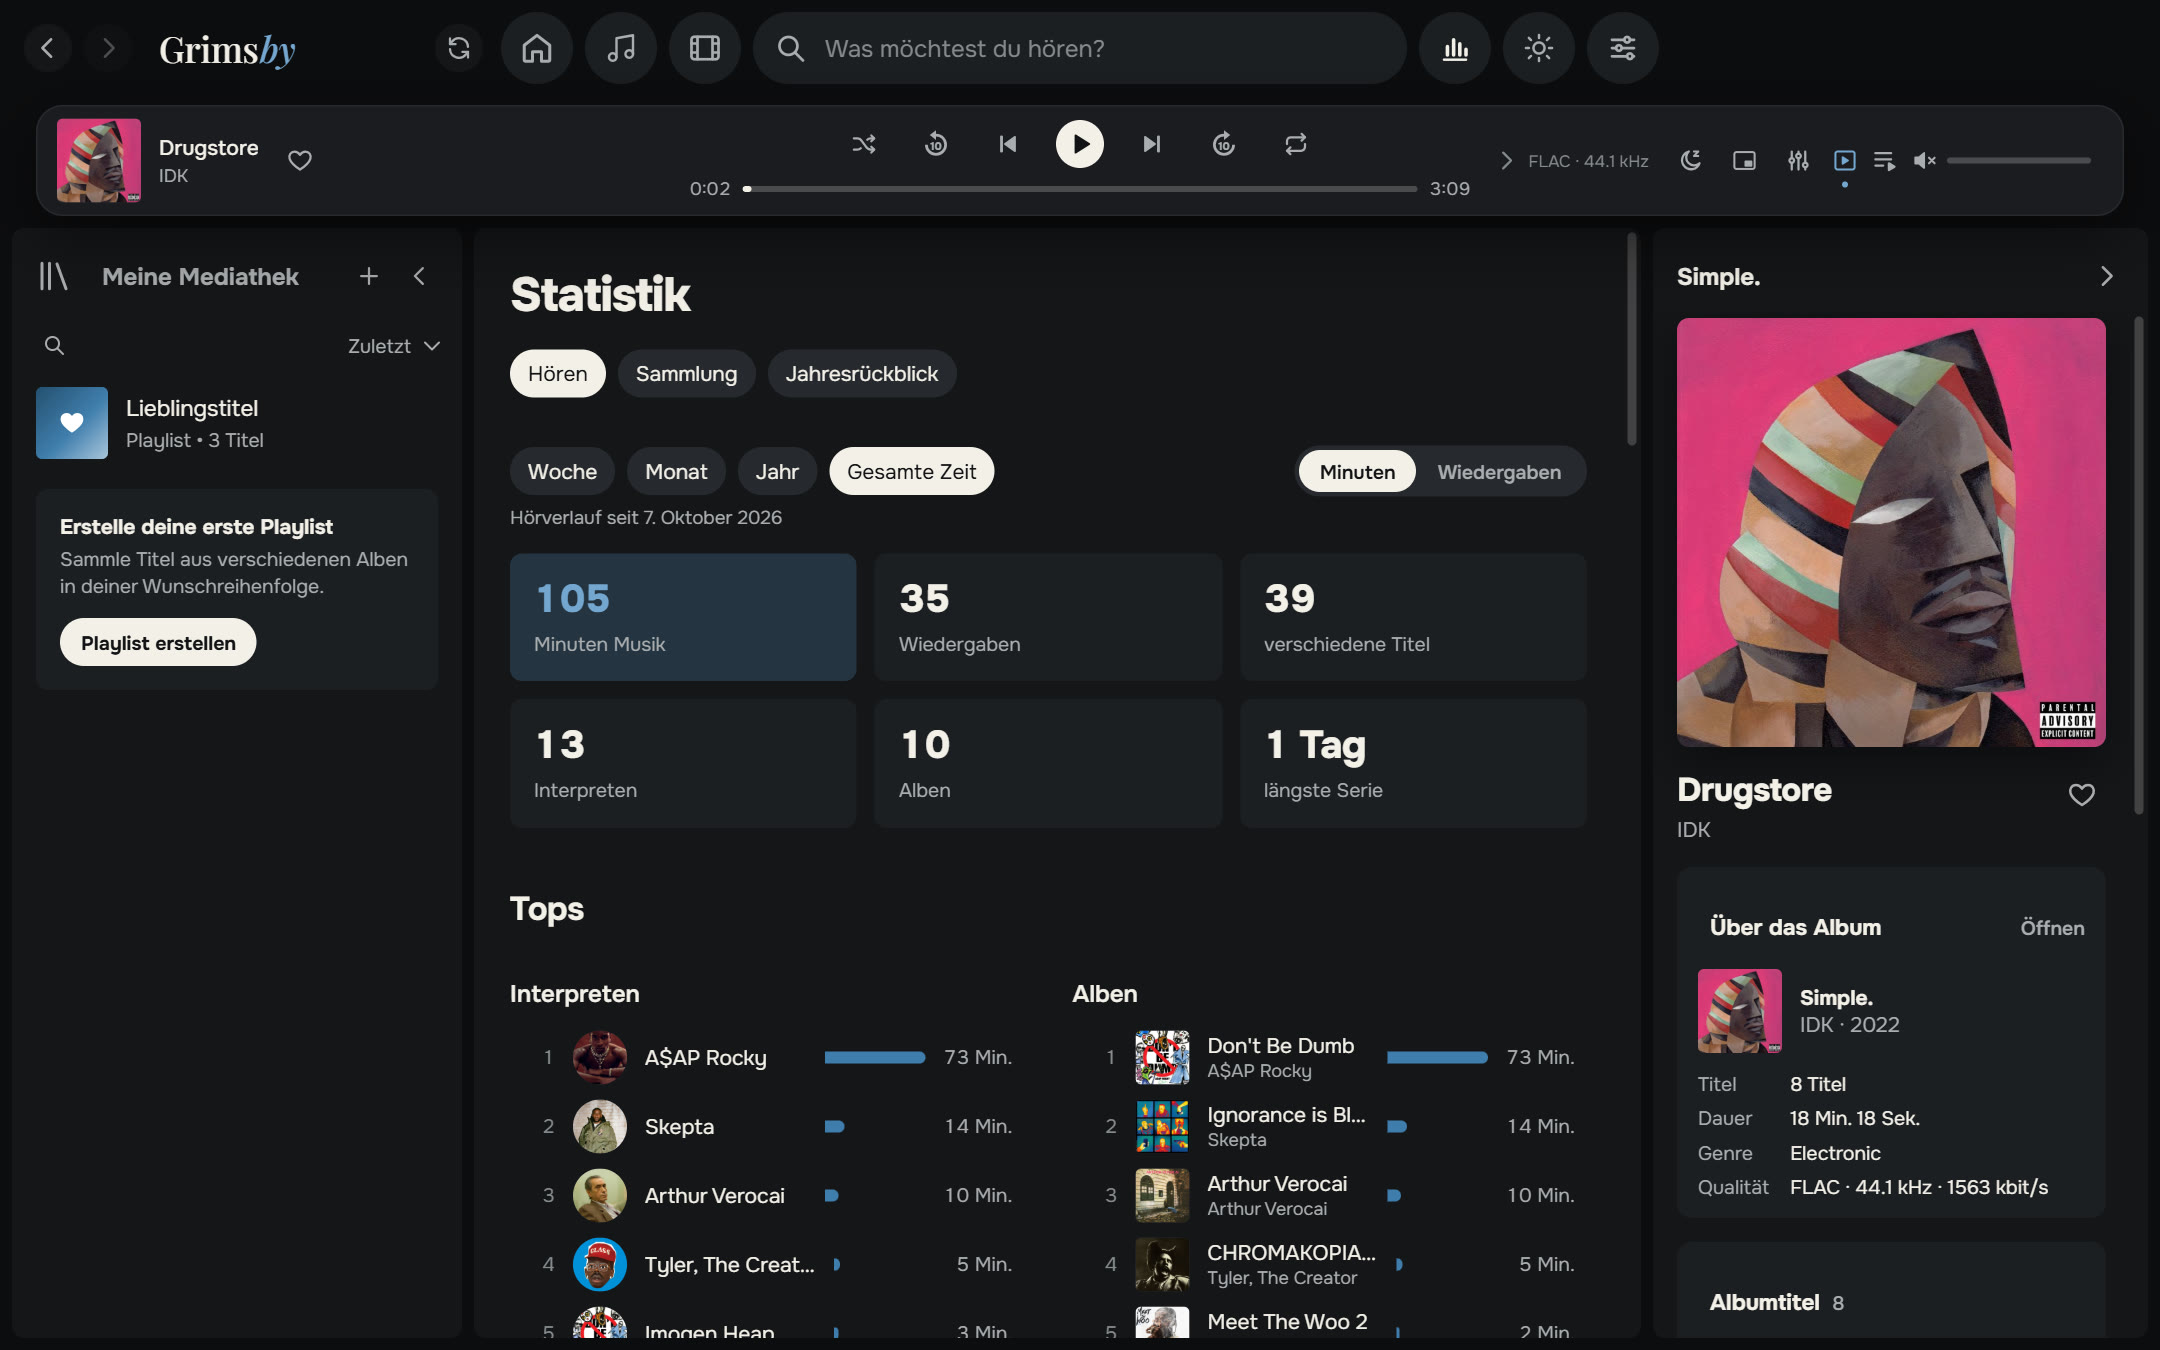 Grimsby
Was möchtest du hören?
Drugstore
IDK
10
10
0:02
3:09
FLAC · 44.1 kHz
Meine Mediathek
Zuletzt
Lieblingstitel
Playlist • 3 Titel
Erstelle deine erste Playlist
Sammle Titel aus verschiedenen Alben
in deiner Wunschreihenfolge.
Playlist erstellen
Statistik
Hören
Sammlung
Jahresrückblick
Woche
Monat
Jahr
Gesamte Zeit
Minuten
Wiedergaben
Hörverlauf seit 7. Oktober 2026
105
Minuten Musik
35
Wiedergaben
39
verschiedene Titel
13
Interpreten
10
Alben
1 Tag
längste Serie
Tops
Interpreten
1
A$AP Rocky
73 Min.
2
Skepta
14 Min.
3
Arthur Verocai
10 Min.
4
Tyler, The Creat...
5 Min.
5
Imogen Heap
3 Min.
Alben
1
Don't Be Dumb
A$AP Rocky
73 Min.
2
Ignorance is Bl...
Skepta
14 Min.
3
Arthur Verocai
Arthur Verocai
10 Min.
4
CHROMAKOPIA...
Tyler, The Creator
5 Min.
5
Meet The Woo 2
2 Min.
Simple.
PARENTAL
ADVISORY
EXPLICIT CONTENT
Drugstore
IDK
Über das Album
Öffnen
Simple.
IDK · 2022
Titel
8 Titel
Dauer
18 Min. 18 Sek.
Genre
Electronic
Qualität
FLAC · 44.1 kHz · 1563 kbit/s
Albumtitel 8